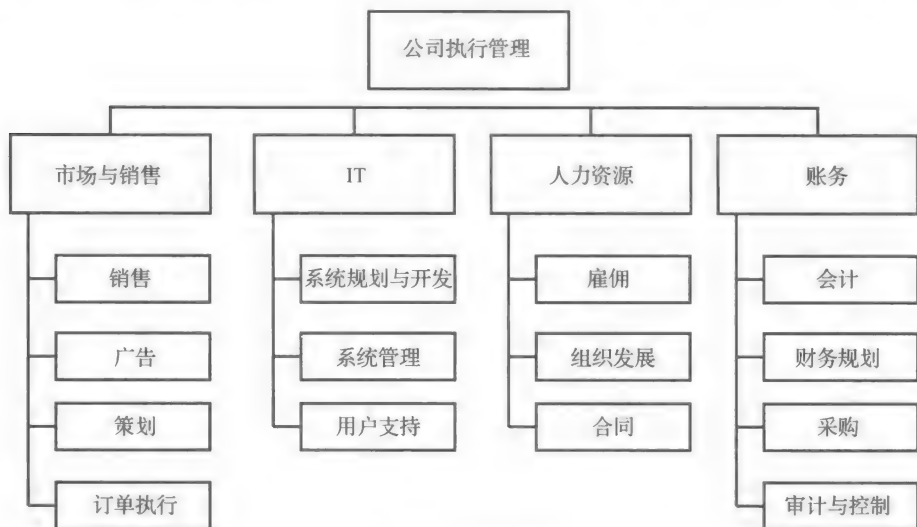 公司执行管理
市场与销售
IT
人力资源
账务
销售
系统规划与开发
雇佣
会计
广告
系统管理
组织发展
财务规划
策划
用户支持
合同
采购
订单执行
审计与控制